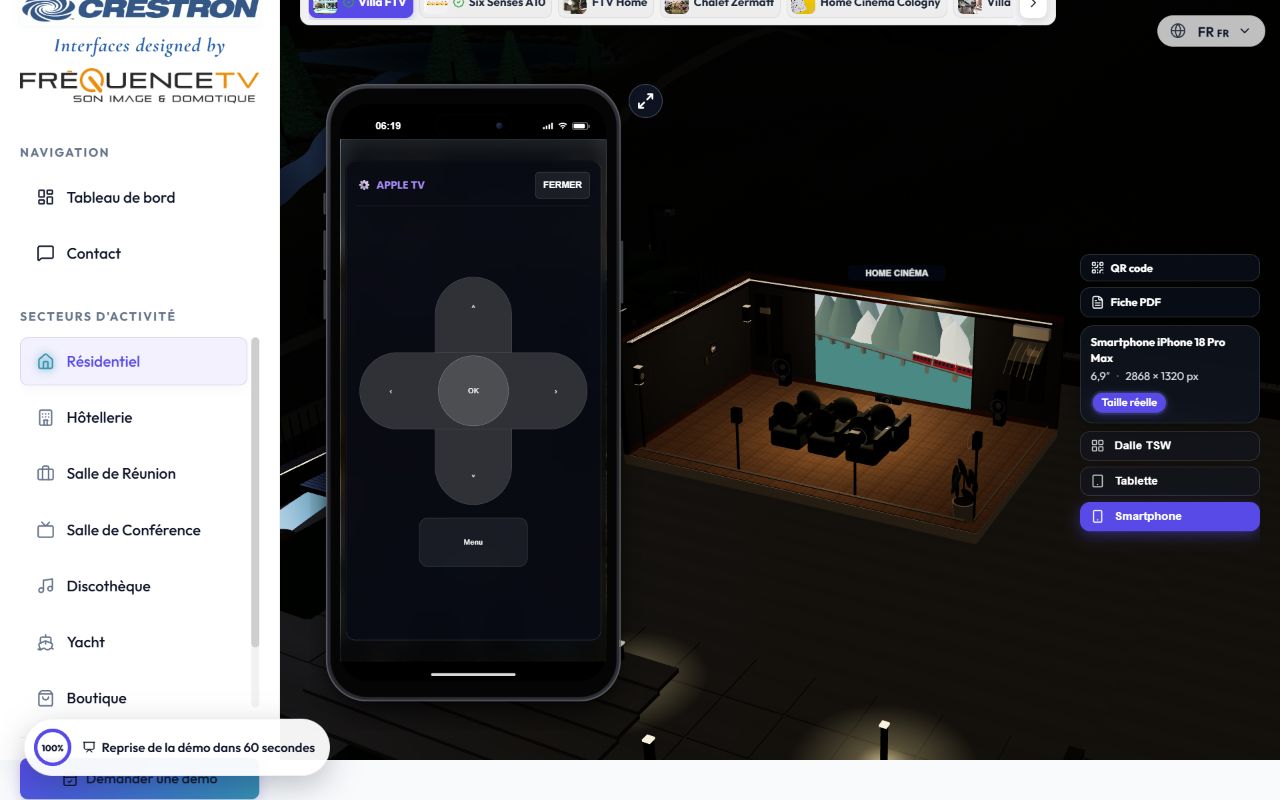 CRESTRON
Interfaces designed by
FRÉQUENCETV
SON IMAGE & DOMOTIQUE
NAVIGATION
Tableau de bord
Contact
SECTEURS D'ACTIVITÉ
Résidentiel
Hôtellerie
Salle de Réunion
Salle de Conférence
Discothèque
Yacht
Boutique
100%
Reprise de la démo dans 60 secondes
Demander une démo
Villa FTV
Six Senses A10
FTV Home
Chalet Zermatt
Home Cinema Cologny
Villa
FR FR
06:19
APPLE TV
FERMER
OK
Menu
HOME CINÉMA
QR code
Fiche PDF
Smartphone iPhone 18 Pro
Max
6,9" · 2868 × 1320 px
Taille réelle
Dalle TSW
Tablette
Smartphone